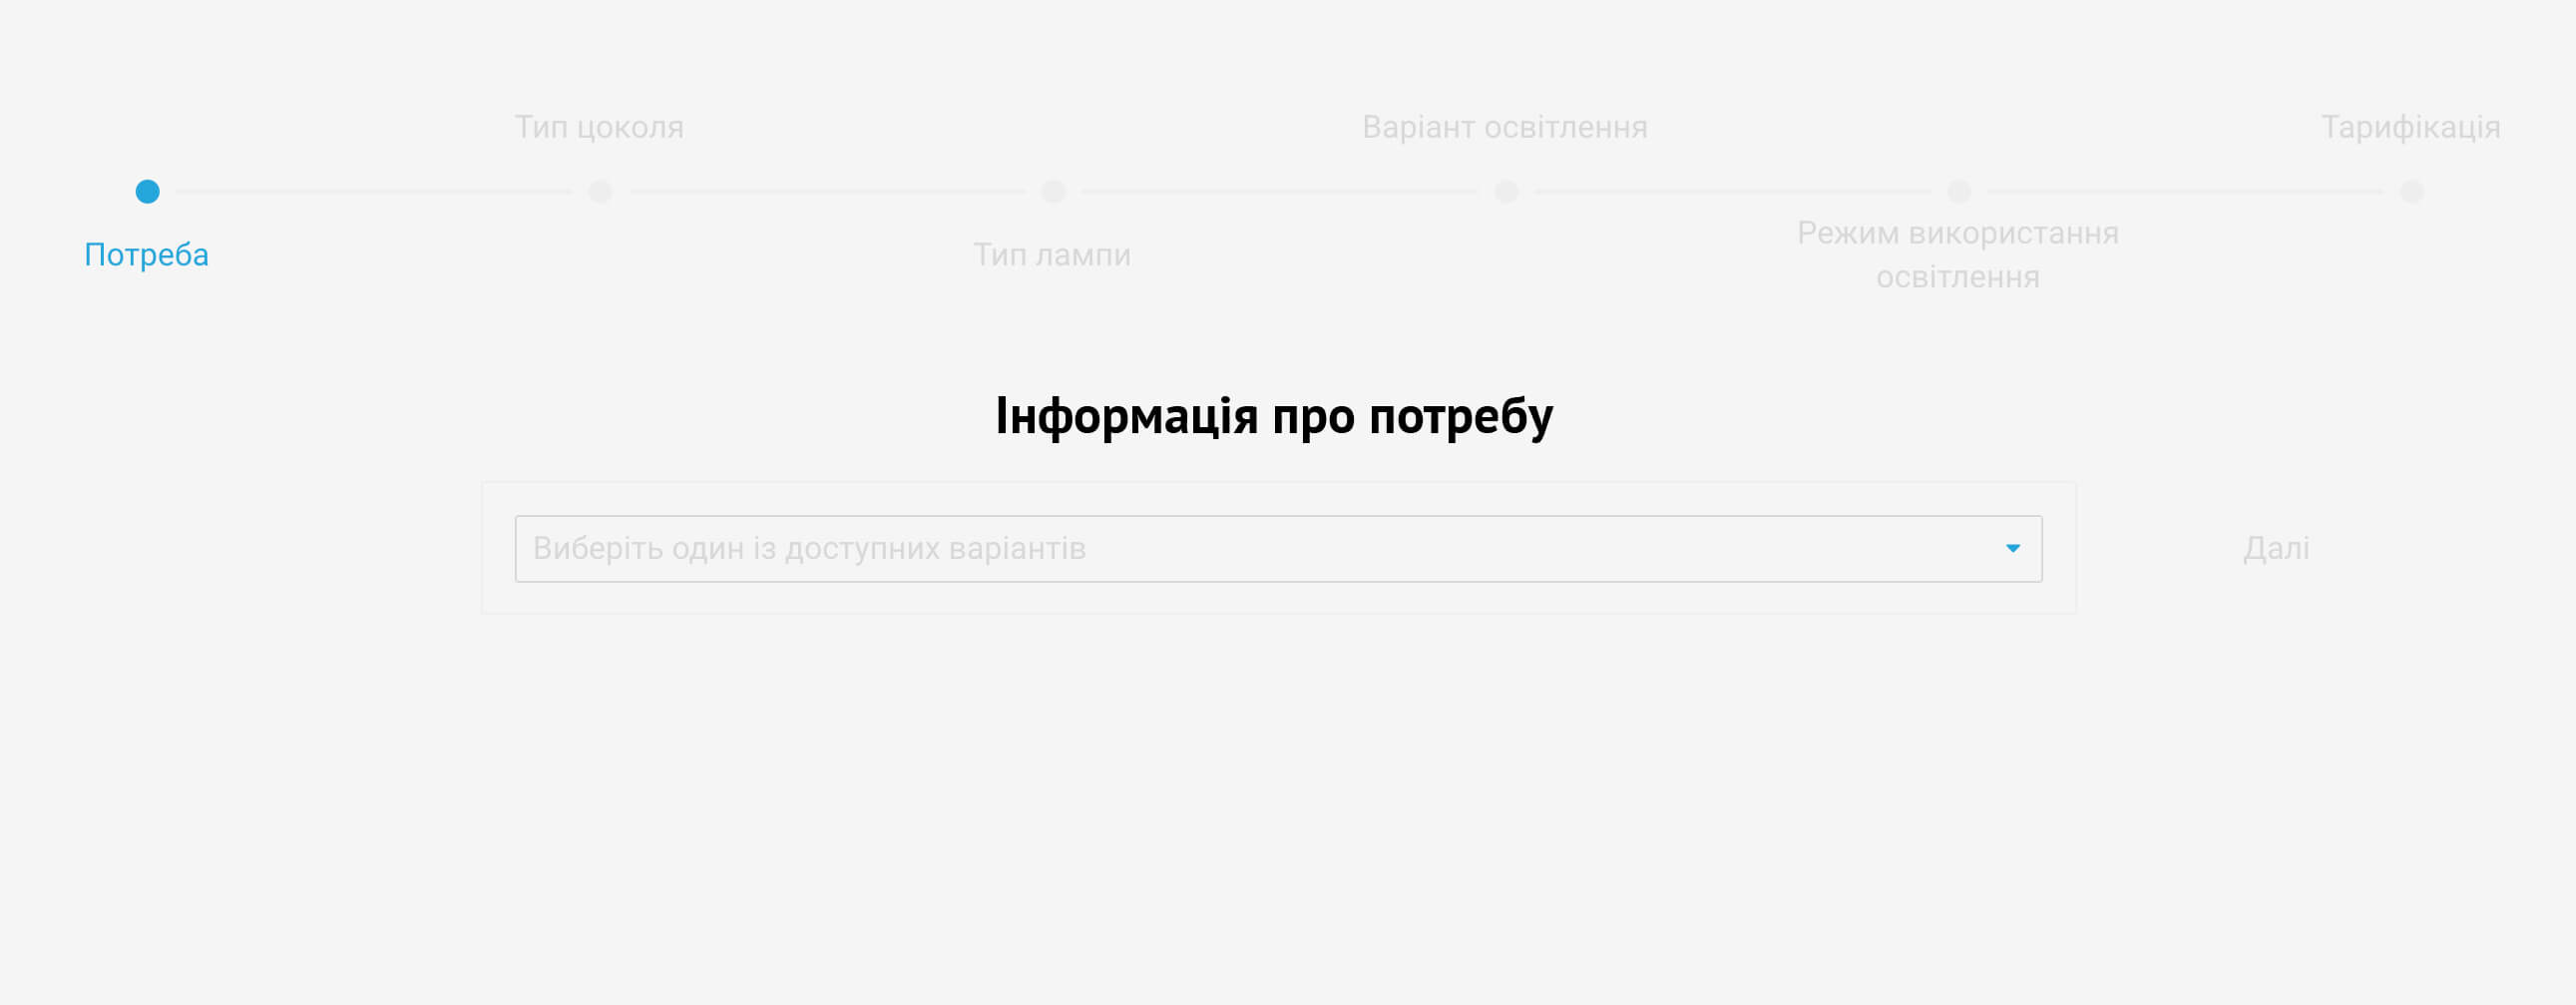 Тип цоколя
Варіант освітлення
Тарифікація
Потреба
Тип лампи
Режим використання
освітлення
Інформація про потребу
Виберіть один із доступних варіантів
Далі